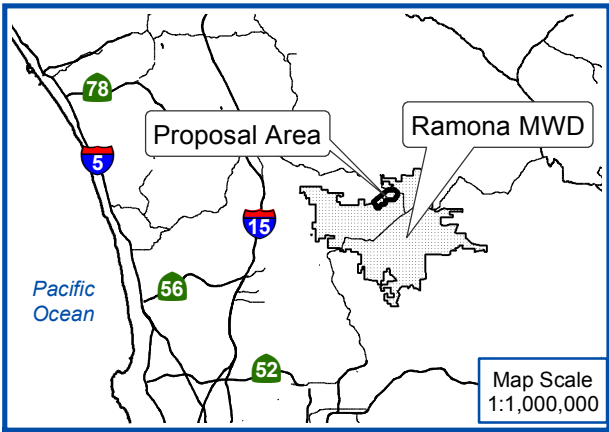 78
Proposal Area
Ramona MWD
5
15
Pacific
Ocean
56
52
Map Scale
1:1,000,000